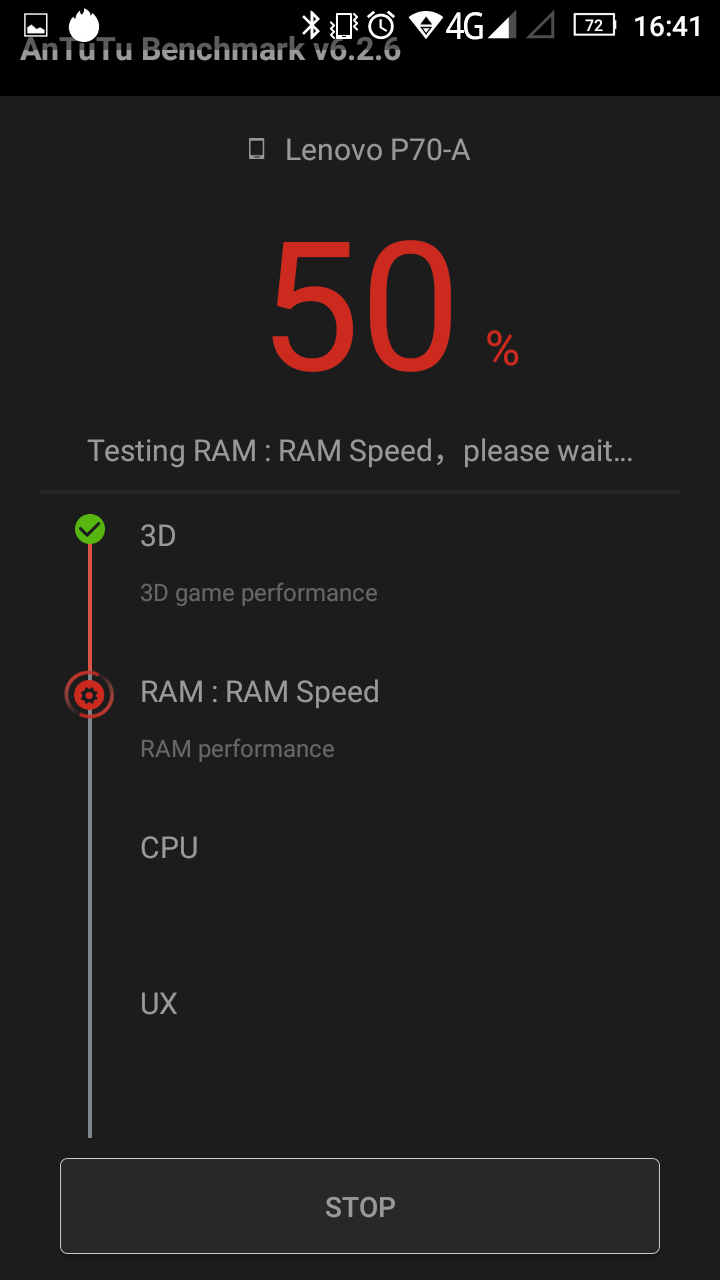 4G 72 16:41
AnTuTu Benchmark v6.2.6
Lenovo P70-A
50 %
Testing RAM : RAM Speed，please wait...
3D
3D game performance
RAM : RAM Speed
RAM performance
CPU
UX
STOP